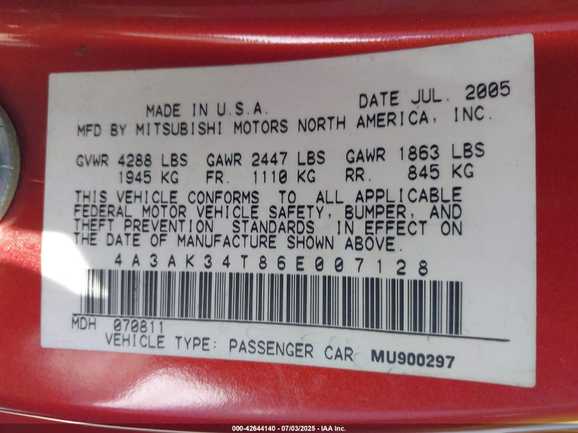 MADE IN U.S.A. DATE JUL. 2005
MFD BY MITSUBISHI MOTORS NORTH AMERICA, INC.
GVWR 4288 LBS GAWR 2447 LBS GAWR 1863 LBS
1945 KG FR. 1110 KG RR. 845 KG
THIS VEHICLE CONFORMS TO ALL APPLICABLE
FEDERAL MOTOR VEHICLE SAFETY, BUMPER, AND
THEFT PREVENTION STANDARDS IN EFFECT ON
THE DATE OF MANUFACTURE SHOWN ABOVE.
4A3AK34T86E007128
MDH 070811
VEHICLE TYPE: PASSENGER CAR MU900297
000-42644140 - 07/03/2025 - IAA Inc.